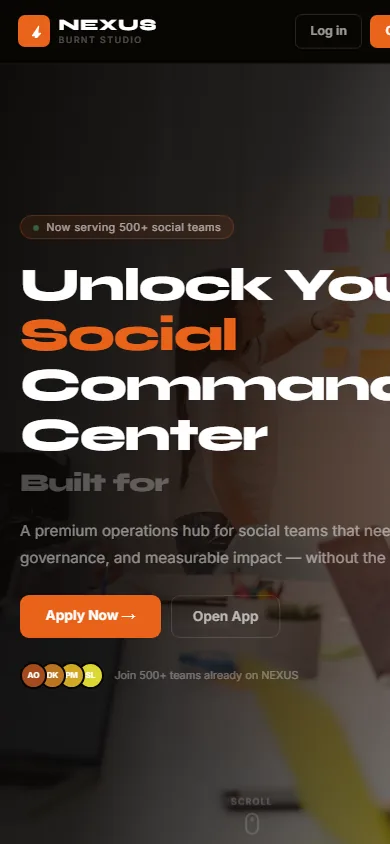 NEXUS
BURNT STUDIO
Log in
Now serving 500+ social teams
Unlock You
Social
Command
Center
Built for
A premium operations hub for social teams that nee
governance, and measurable impact — without the
Apply Now →
Open App
AO DK PM SL
Join 500+ teams already on NEXUS
SCROLL